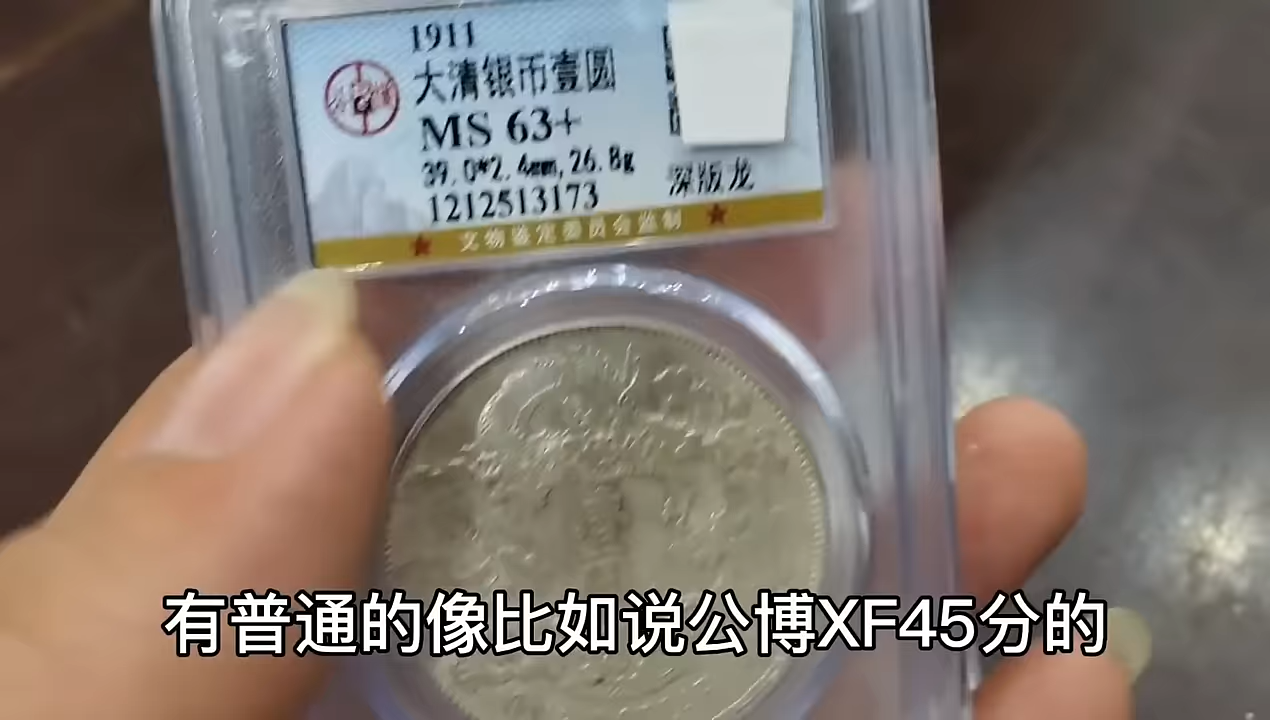 1911
大清银币壹圆
MS 63+
39.0*2.4mm,26.8g
深版龙
1212513173
文物鉴定委员会监制
有普通的像比如说公博XF45分的